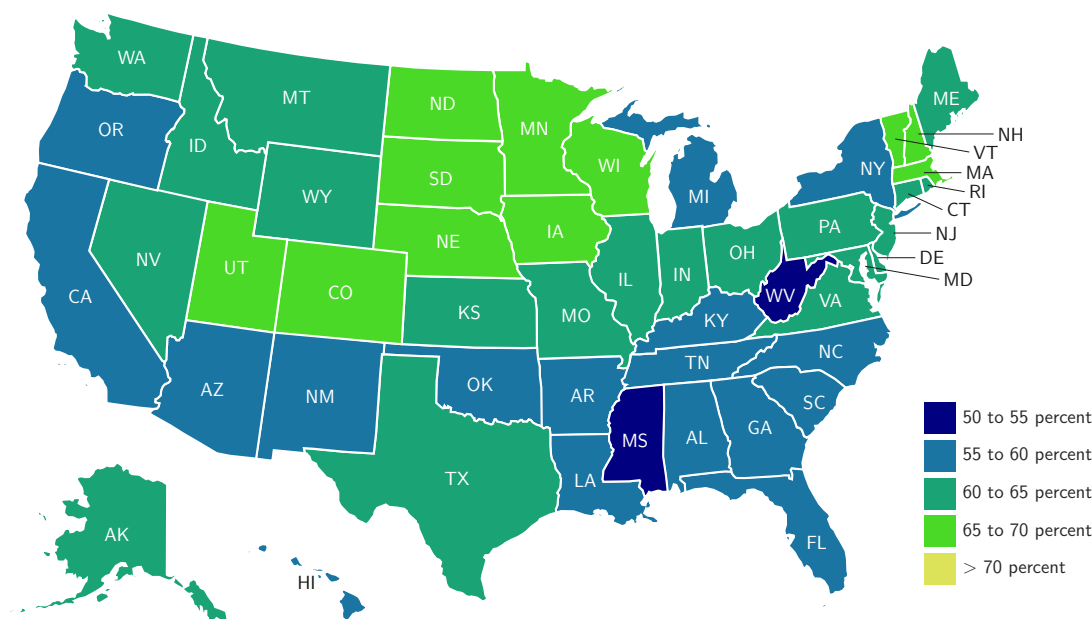 WA
MT
ND
MN
ME
OR
ID
WI
NH
VT
SD
NY
MA
WY
MI
RI
CT
NE
IA
PA
NJ
NV
UT
OH
DE
CO
IL
IN
MD
CA
WV
VA
KS
MO
KY
NC
TN
AZ
NM
OK
AR
SC
MS
AL
GA
TX
LA
AK
FL
HI
50 to 55 percent
55 to 60 percent
60 to 65 percent
65 to 70 percent
> 70 percent